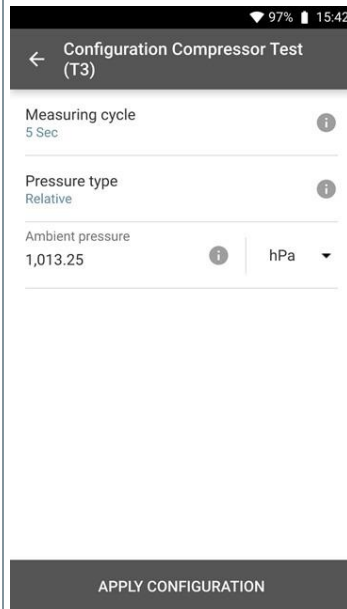 97% 15:42
Configuration Compressor Test
(T3)
Measuring cycle
5 Sec
Pressure type
Relative
Ambient pressure
1,013.25
hPa
APPLY CONFIGURATION